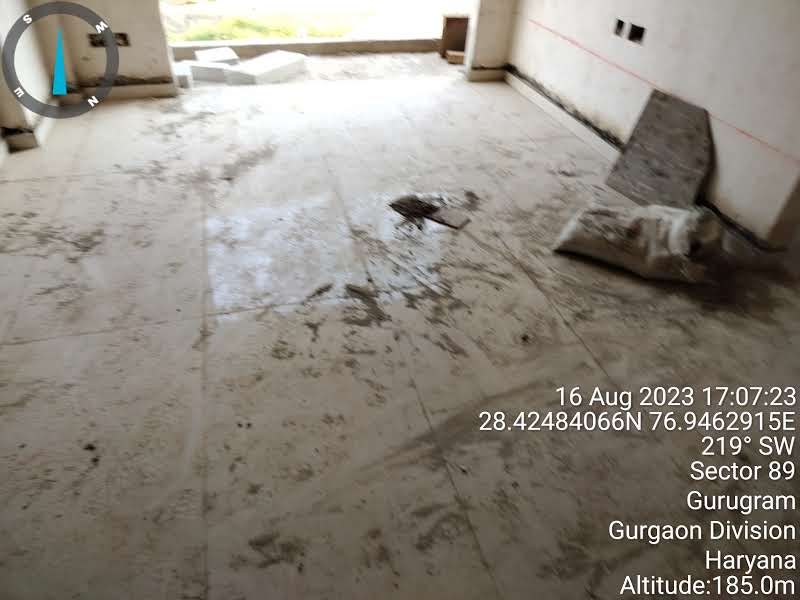 S W
E N
16 Aug 2023 17:07:23
28.42484066N 76.9462915E
219° SW
Sector 89
Gurugram
Gurgaon Division
Haryana
Altitude:185.0m